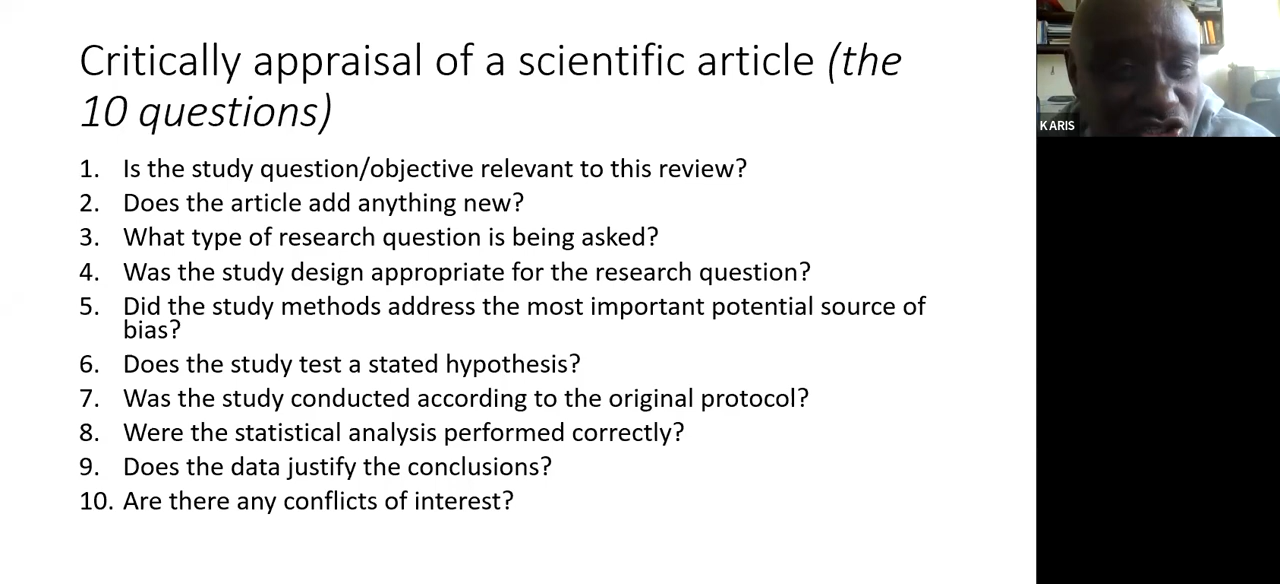 Critically appraisal of a scientific article (the
10 questions)
KARIS
1. Is the study question/objective relevant to this review?
2. Does the article add anything new?
3. What type of research question is being asked?
4. Was the study design appropriate for the research question?
5. Did the study methods address the most important potential source of
bias?
6. Does the study test a stated hypothesis?
7. Was the study conducted according to the original protocol?
8. Were the statistical analysis performed correctly?
9. Does the data justify the conclusions?
10. Are there any conflicts of interest?